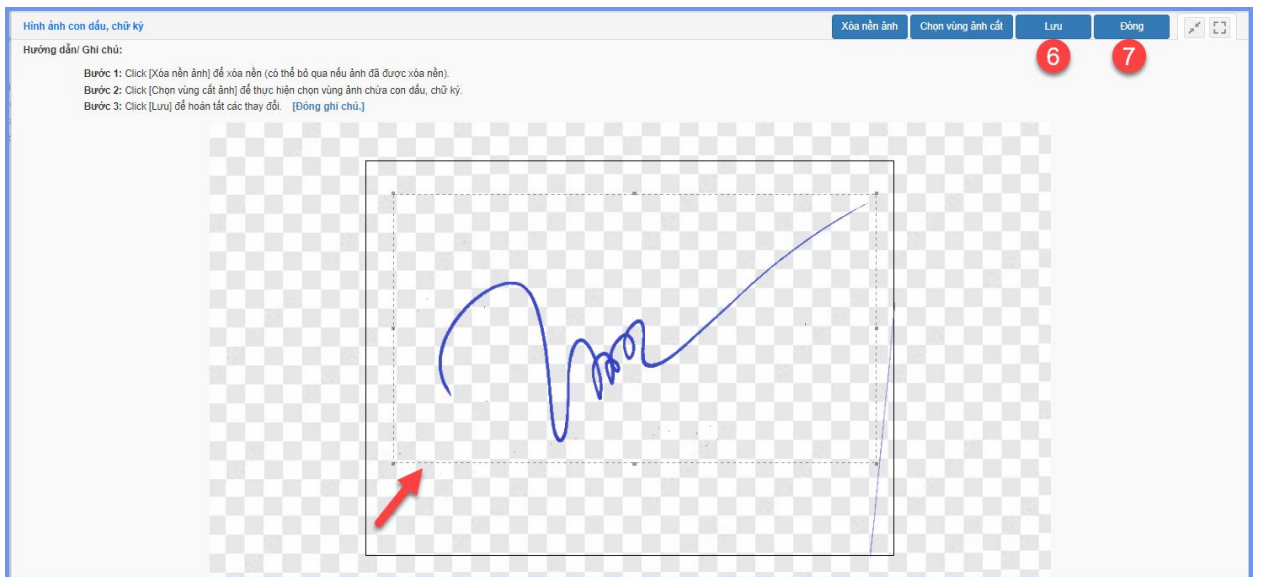 Hình ảnh con dấu, chữ ký
Xóa nền ảnh Chọn vùng ảnh cắt Lưu Đóng
6 7
Hướng dẫn/ Ghi chú:
Bước 1: Click [Xóa nền ảnh] để xóa nền (có thể bỏ qua nếu ảnh đã được xóa nền).
Bước 2: Click [Chọn vùng cắt ảnh] để thực hiện chọn vùng ảnh chứa con dấu, chữ ký.
Bước 3: Click [Lưu] để hoàn tất các thay đổi. [Đóng ghi chú.]